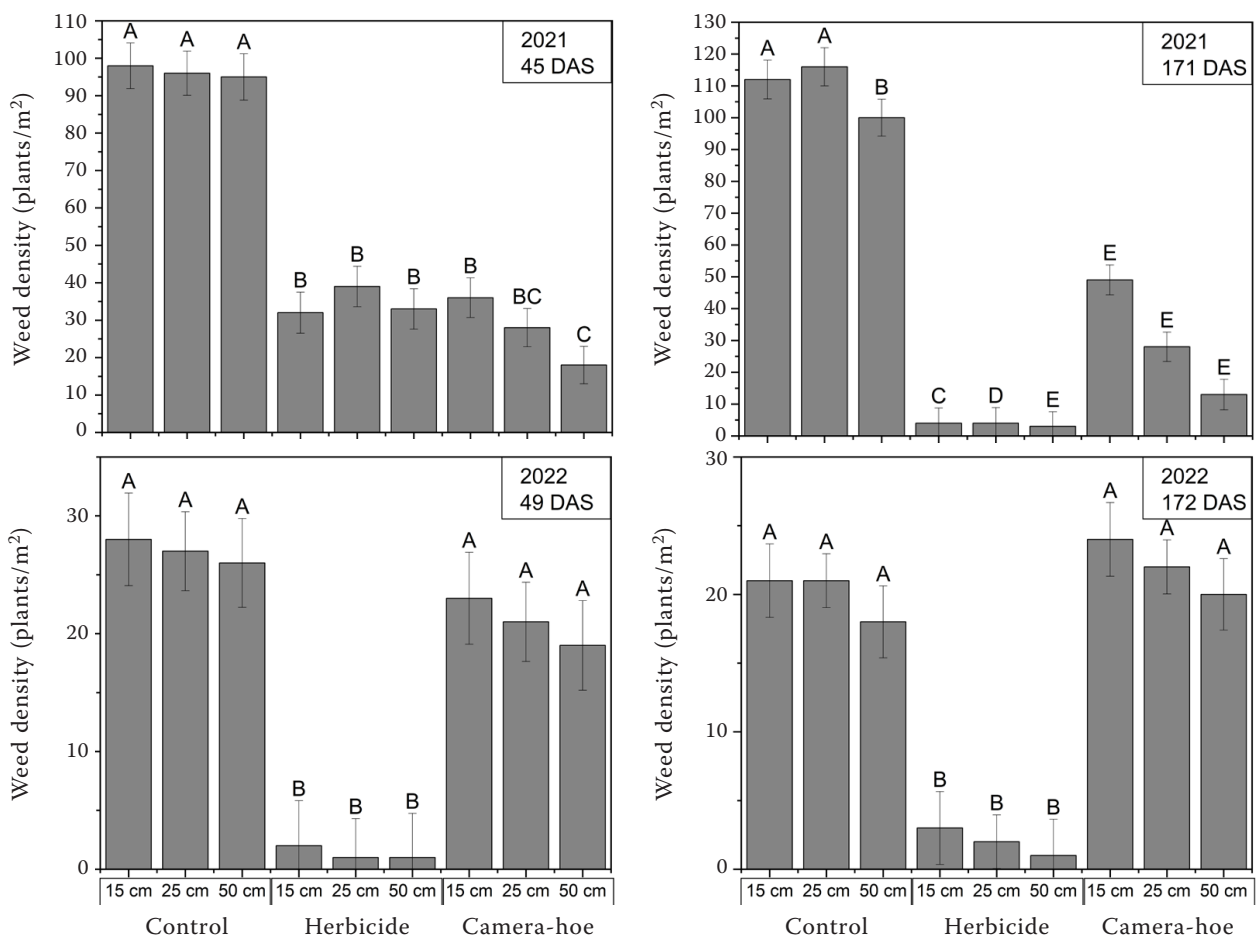 110
100
90
80
70
60
50
40
30
20
10
0
Weed density (plants/m²)
2021
45 DAS
A
A
A
B
B
B
B
BC
C
130
120
110
100
90
80
70
60
50
40
30
20
10
0
Weed density (plants/m²)
2021
171 DAS
A
A
B
C
D
E
E
E
E
30
20
10
0
Weed density (plants/m²)
2022
49 DAS
A
A
A
B
B
B
A
A
A
15 cm 25 cm 50 cm 15 cm 25 cm 50 cm 15 cm 25 cm 50 cm
Control Herbicide Camera-hoe
30
20
10
0
Weed density (plants/m²)
2022
172 DAS
A
A
A
B
B
B
A
A
A
15 cm 25 cm 50 cm 15 cm 25 cm 50 cm 15 cm 25 cm 50 cm
Control Herbicide Camera-hoe